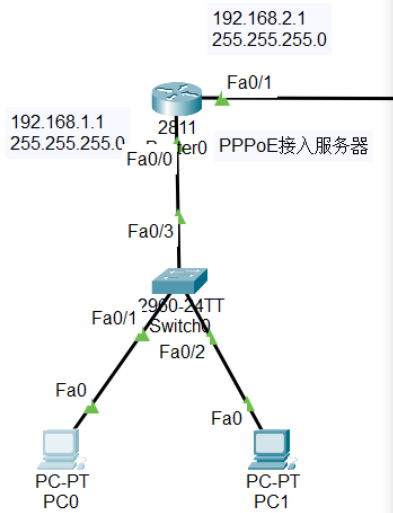 192.168.2.1
255.255.255.0
Fa0/1
192.168.1.1
255.255.255.0
2811
Fa0/0
PPPoE接入服务器
Fa0/3
2960-24TT
Fa0/1
Switch0
Fa0/2
Fa0
Fa0
PC-PT
PC0
PC-PT
PC1